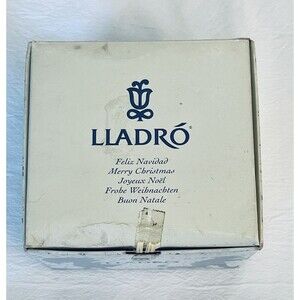 LLADRÓ
Feliz Navidad
Merry Christmas
Joyeux Noël
Frohe Weihnachten
Buon Natale